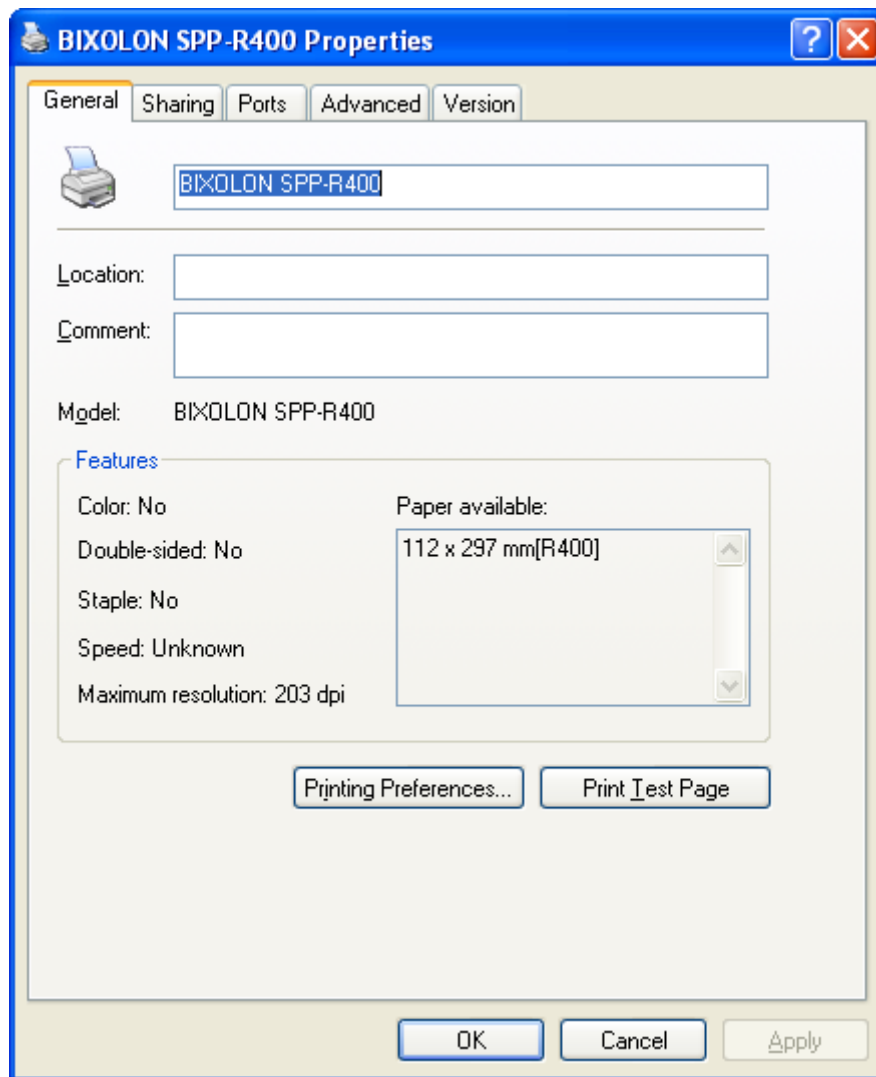 BIXOLON SPP-R400 Properties
General Sharing Ports Advanced Version
BIXOLON SPP-R400
Location:
Comment:
Model: BIXOLON SPP-R400
Features
Color: No
Paper available:
Double-sided: No
112 x 297 mm[R400]
Staple: No
Speed: Unknown
Maximum resolution: 203 dpi
Printing Preferences... Print Test Page
OK Cancel Apply